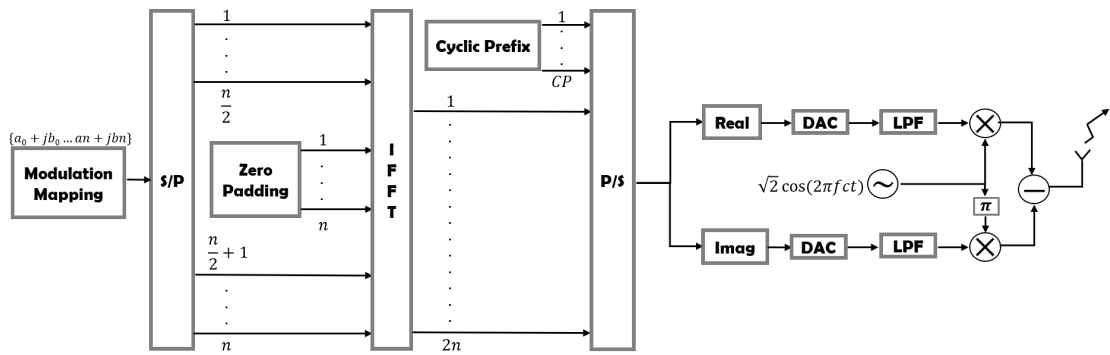 {a₀ + jb₀ … an + jbn}
Modulation
Mapping
S/P
1
.
.
.
n/2
Zero
Padding
1
.
.
.
n
n/2 + 1
.
.
.
n
I
F
F
T
Cyclic Prefix
1
.
.
.
CP
1
.
.
.
2n
P/S
Real
DAC
LPF
√2 cos(2πfct)
π
Imag
DAC
LPF